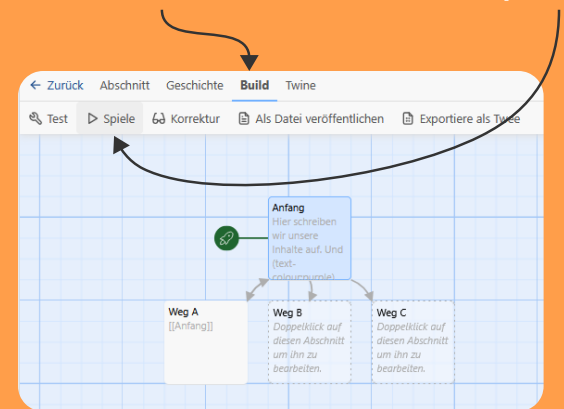 Zurück Abschnitt Geschichte Build Twine
Test Spiele Korrektur Als Datei veröffentlichen Exportiere als Twee
Anfang
Hier schreiben
wir unsere
Inhalte auf. Und
(text-
colour:purple)
Weg A
[[Anfang]]
Weg B
Doppelklick auf
diesen Abschnitt
um ihn zu
bearbeiten.
Weg C
Doppelklick auf
diesen Abschnitt
um ihn zu
bearbeiten.